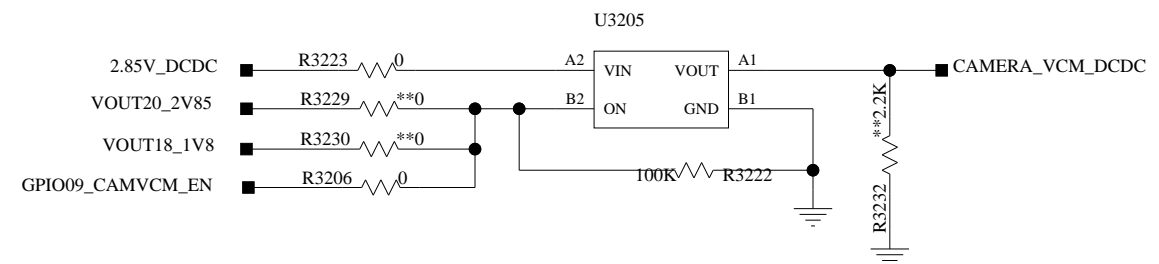 U3205
2.85V_DCDC R3223 0 A2 VIN VOUT A1 CAMERA_VCM_DCDC
VOUT20_2V85 R3229 **0 B2 ON GND B1
**2.2K
VOUT18_1V8 R3230 **0
GPIO09_CAMVCM_EN R3206 0 100K R3222
R3232